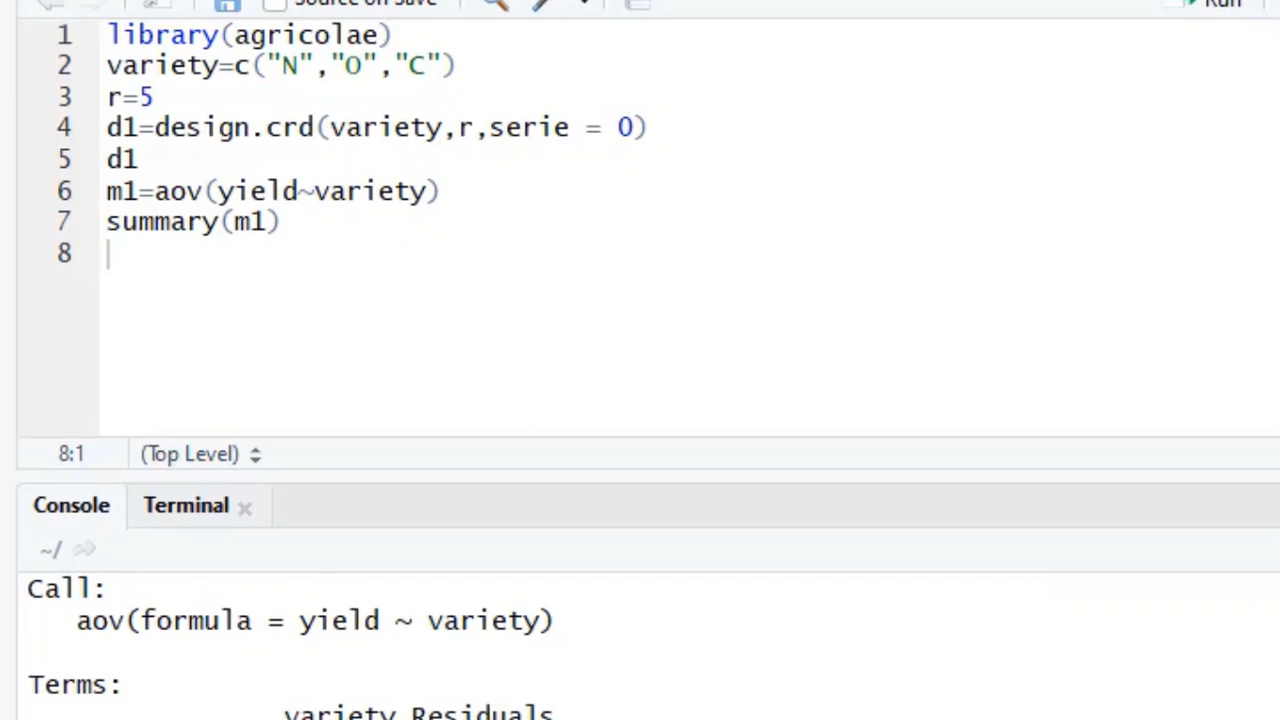 Source on Save
Run
1 library(agricolae)
2 variety=c("N","O","C")
3 r=5
4 d1=design.crd(variety,r,serie = 0)
5 d1
6 m1=aov(yield~variety)
7 summary(m1)
8
8:1 (Top Level)
Console Terminal
~/
Call:
aov(formula = yield ~ variety)
Terms:
variety Residuals